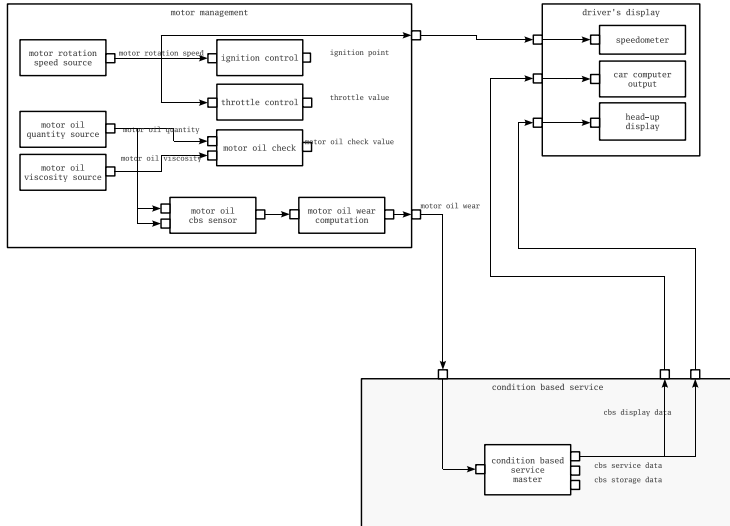 motor management
motor rotation
speed source
motor rotation speed
ignition control
ignition point
throttle control
throttle value
motor oil
quantity source
motor oil quantity
motor oil check
motor oil check value
motor oil
viscosity source
motor oil viscosity
motor oil
cbs sensor
motor oil wear
computation
motor oil wear
driver's display
speedometer
car computer
output
head-up
display
condition based service
cbs display data
condition based
service
master
cbs service data
cbs storage data